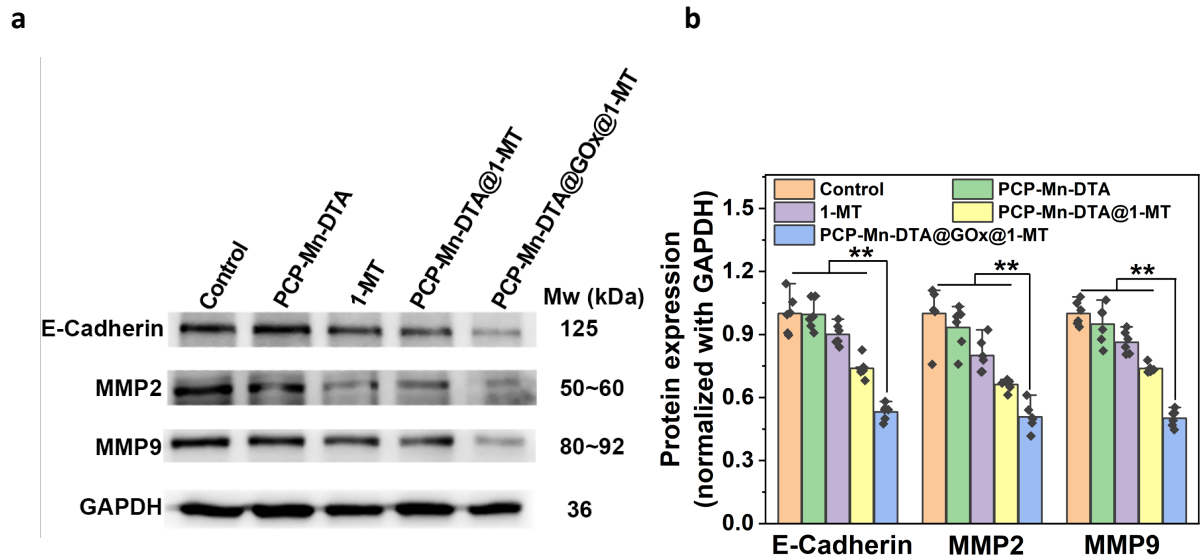 a
Control
PCP-Mn-DTA
1-MT
PCP-Mn-DTA@1-MT
PCP-Mn-DTA@GOx@1-MT
Mw (kDa)
E-Cadherin 125
MMP2 50~60
MMP9 80~92
GAPDH 36
b
Protein expression
(normalized with GAPDH)
1.5
1.2
0.9
0.6
0.3
0.0
Control PCP-Mn-DTA
1-MT PCP-Mn-DTA@1-MT
PCP-Mn-DTA@GOx@1-MT
** ** **
E-Cadherin MMP2 MMP9